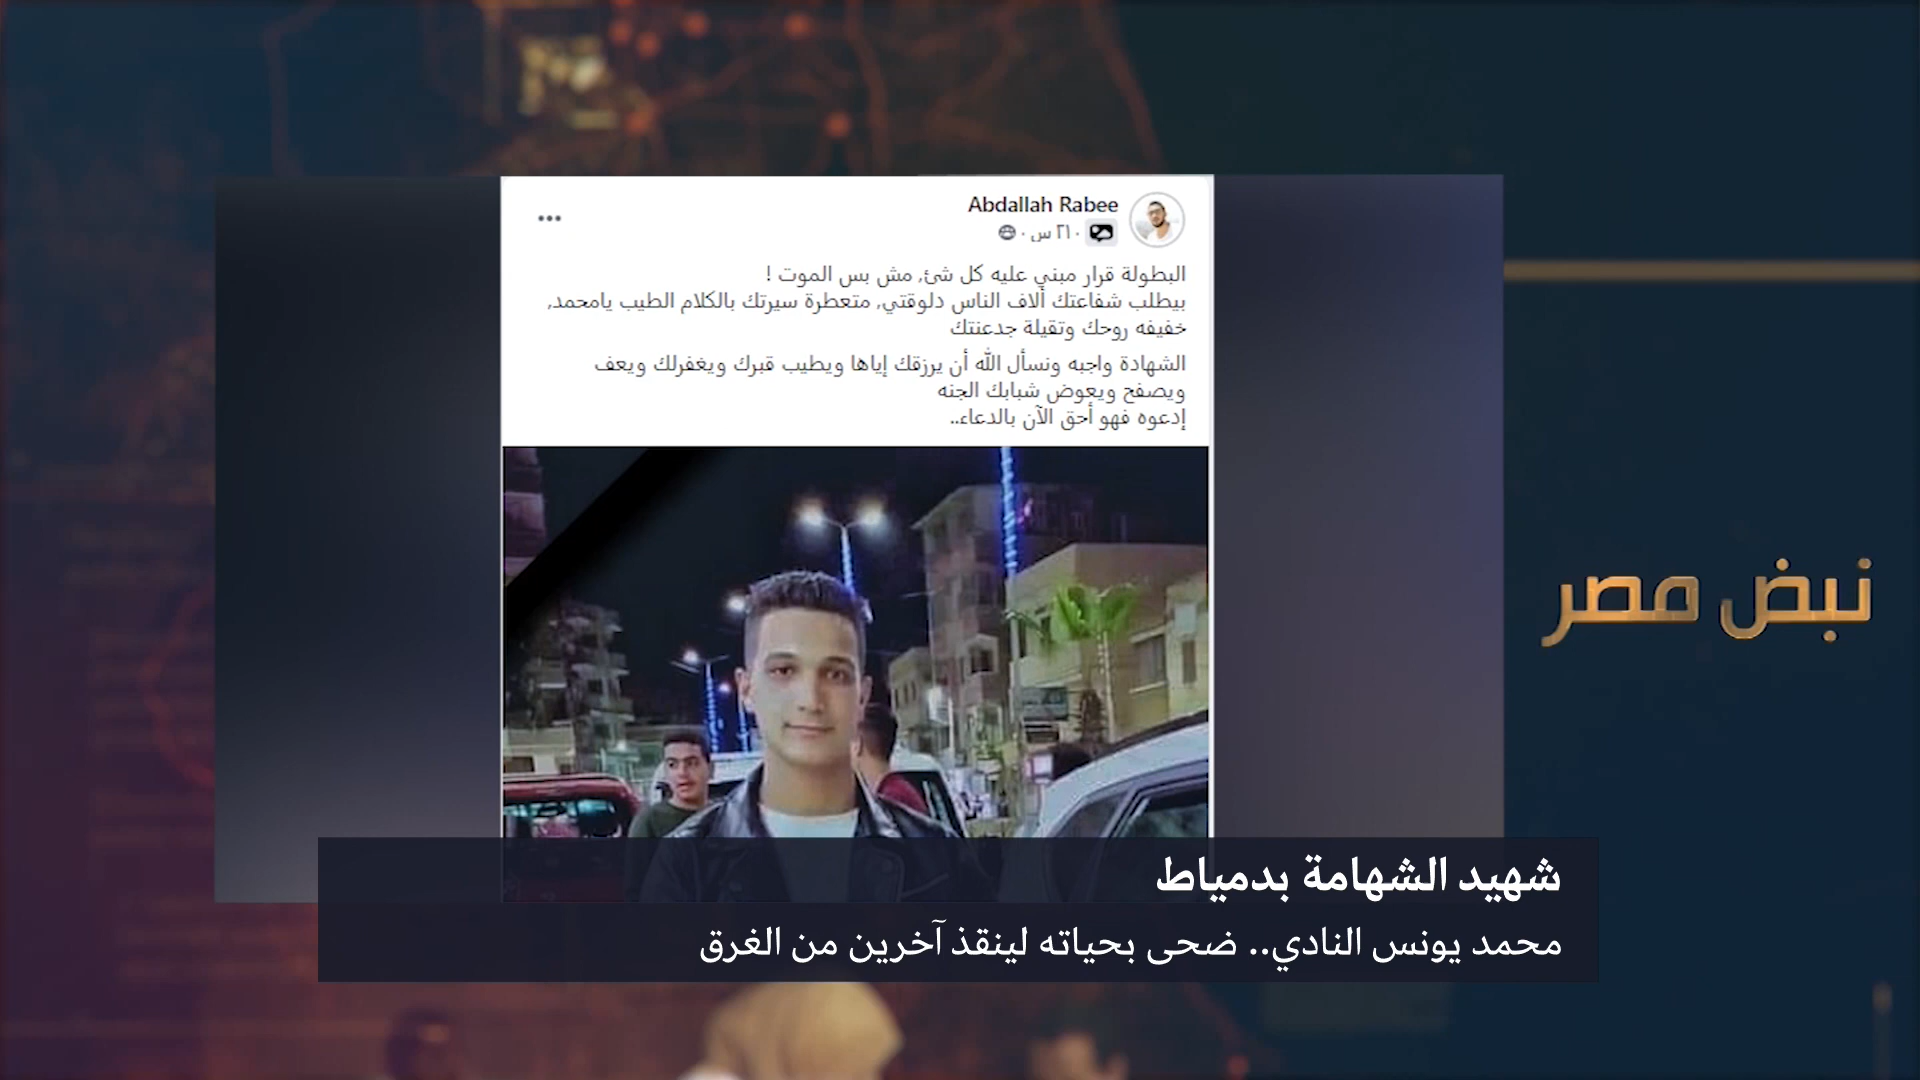 Abdallah Rabee
٢١ س
البطولة قرار مبني عليه كل شئ, مش بس الموت !
بيطلب شفاعتك ألاف الناس دلوقتي, متعطرة سيرتك بالكلام الطيب يامحمد,
خفيفه روحك وتقيلة جدعنتك
الشهادة واجبه ونسأل الله أن يرزقك إياها ويطيب قبرك ويغفرلك ويعف
ويصفح ويعوض شبابك الجنه
إدعوه فهو أحق الآن بالدعاء..
نبض مصر
شهيد الشهامة بدمياط
محمد يونس النادي.. ضحى بحياته لينقذ آخرين من الغرق